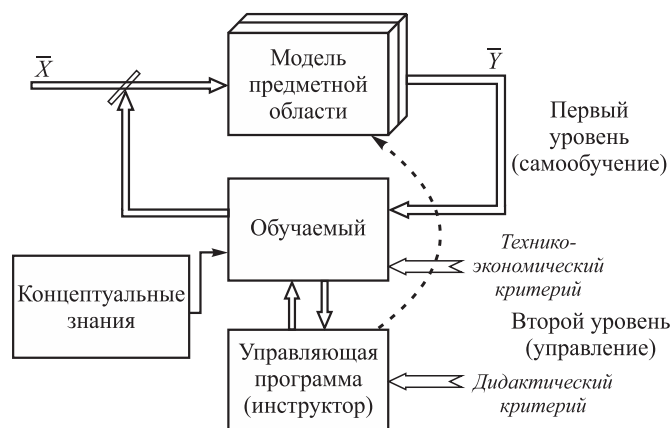 X̅
Модель
предметной
области
Y̅
Первый
уровень
(самообучение)
Обучаемый
Технико-
экономический
критерий
Концептуальные
знания
Второй уровень
(управление)
Управляющая
программа
(инструктор)
Дидактический
критерий